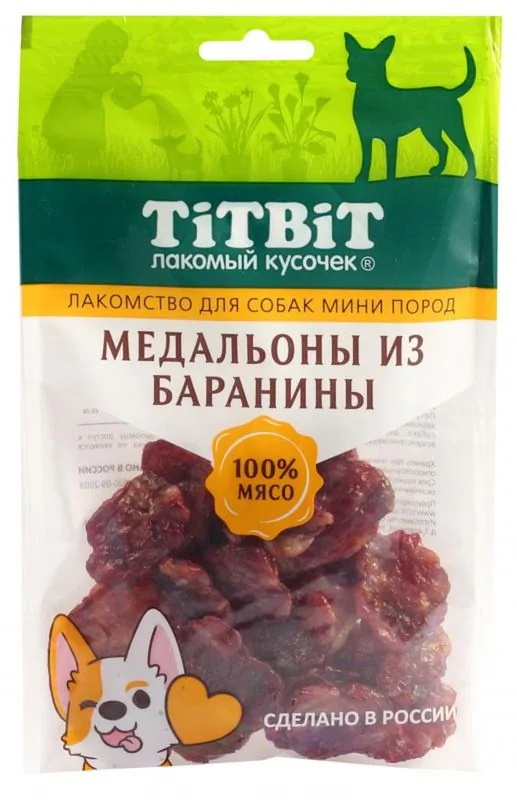 TiTBiT
лакомый кусочек®
ЛАКОМСТВО ДЛЯ СОБАК МИНИ ПОРОД
МЕДАЛЬОНЫ ИЗ
БАРАНИНЫ
100%
МЯСО
СДЕЛАНО В РОССИИ